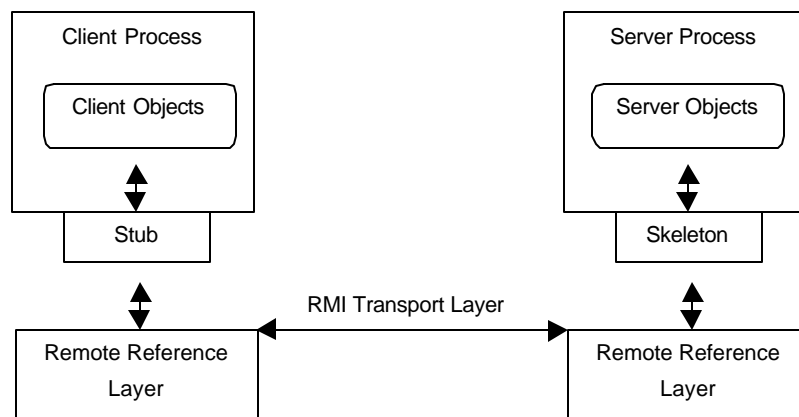 Client Process
Server Process
Client Objects
Server Objects
Stub
Skeleton
RMI Transport Layer
Remote Reference
Layer
Remote Reference
Layer